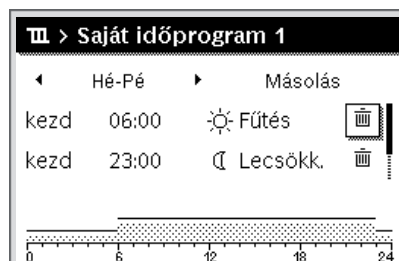 > Saját időprogram 1
Hé-Pé Másolás
kezd 06:00 Fűtés
kezd 23:00 Lecsökk.
0 6 12 18 24